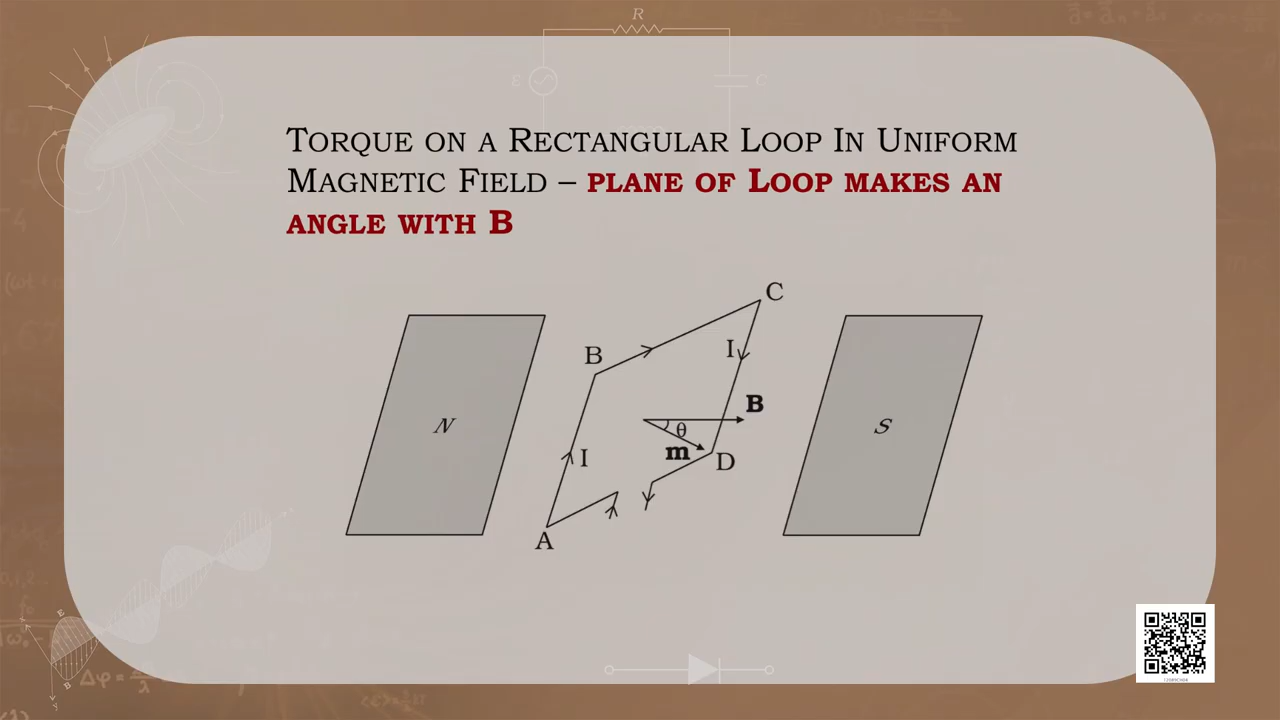 R
ε
C
TORQUE ON A RECTANGULAR LOOP IN UNIFORM
MAGNETIC FIELD – PLANE OF LOOP MAKES AN
ANGLE WITH B
C
B
I
B
N
θ
S
m
I
D
A
E
B